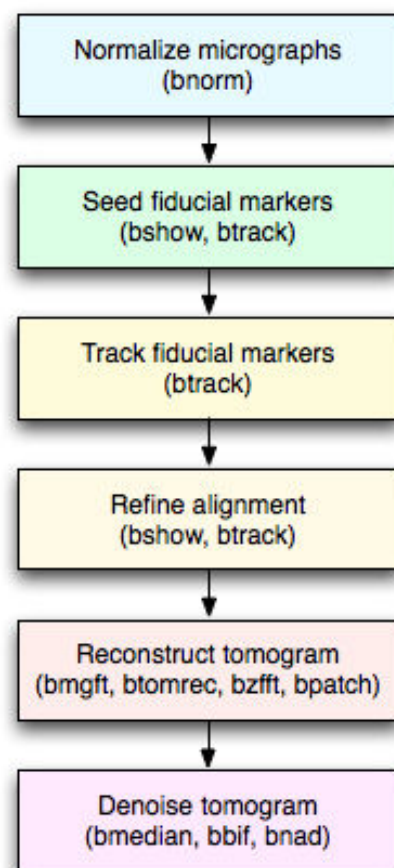 Normalize micrographs
(bnorm)
Seed fiducial markers
(bshow, btrack)
Track fiducial markers
(btrack)
Refine alignment
(bshow, btrack)
Reconstruct tomogram
(bmgft, btomrec, bzfft, bpatch)
Denoise tomogram
(bmedian, bbif, bnad)